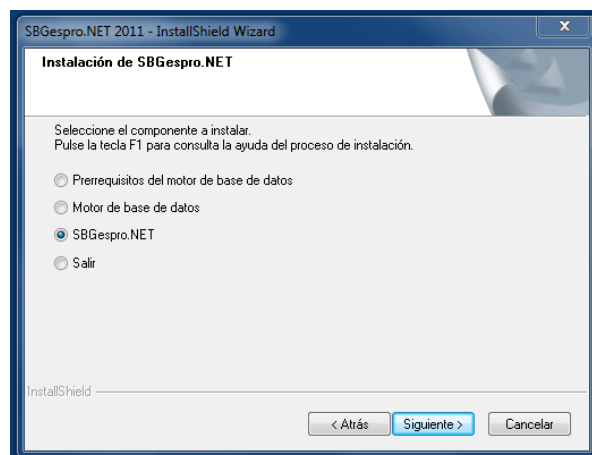 SBGespro.NET 2011 - InstallShield Wizard
X
Instalación de SBGespro.NET
Seleccione el componente a instalar.
Pulse la tecla F1 para consulta la ayuda del proceso de instalación.
Prerrequisitos del motor de base de datos
Motor de base de datos
SBGespro.NET
Salir
InstallShield
< Atrás Siguiente > Cancelar